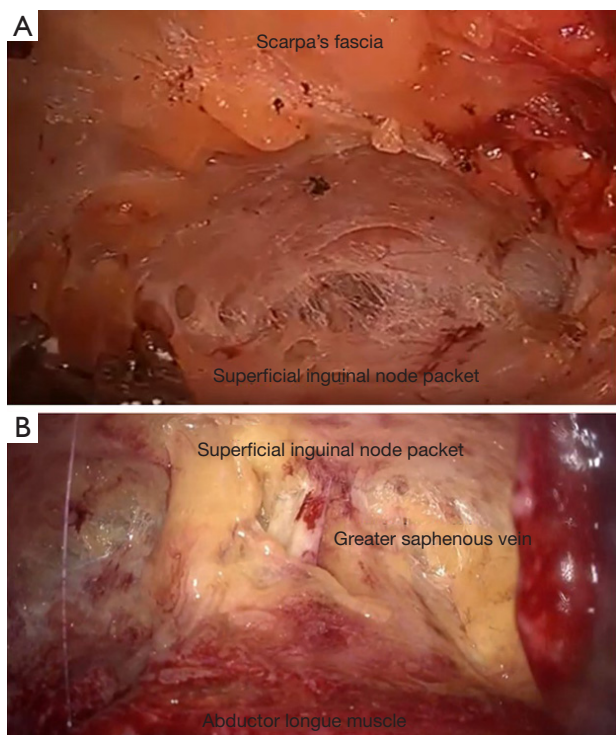 A
Scarpa's fascia
Superficial inguinal node packet
B
Superficial inguinal node packet
Greater saphenous vein
Abductor longue muscle